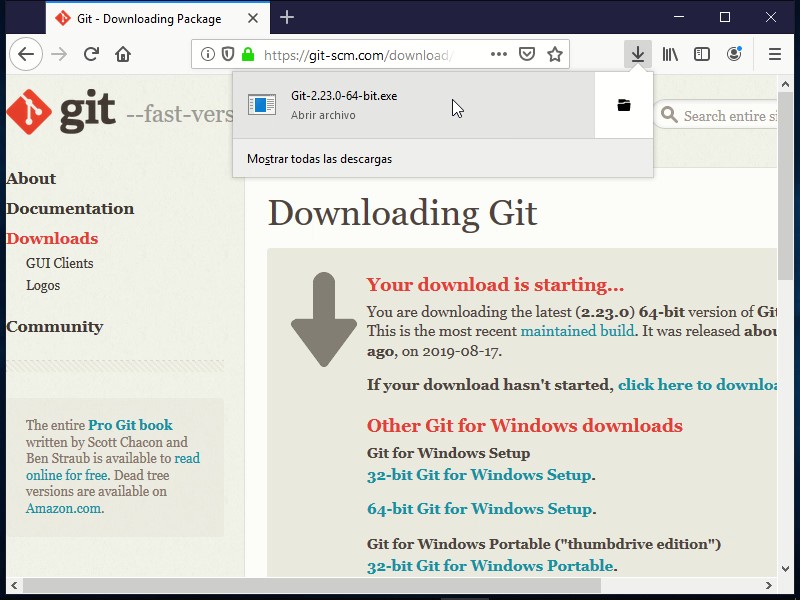 Git - Downloading Package
https://git-scm.com/download/
Git-2.23.0-64-bit.exe
Abrir archivo
Mostrar todas las descargas
git --fast-vers
Search entire si
About
Documentation
Downloads
GUI Clients
Logos
Community
The entire Pro Git book
written by Scott Chacon and
Ben Straub is available to read
online for free. Dead tree
versions are available on
Amazon.com.
Downloading Git
Your download is starting...
You are downloading the latest (2.23.0) 64-bit version of Git
This is the most recent maintained build. It was released abou
ago, on 2019-08-17.
If your download hasn't started, click here to downloa
Other Git for Windows downloads
Git for Windows Setup
32-bit Git for Windows Setup.
64-bit Git for Windows Setup.
Git for Windows Portable ("thumbdrive edition")
32-bit Git for Windows Portable.